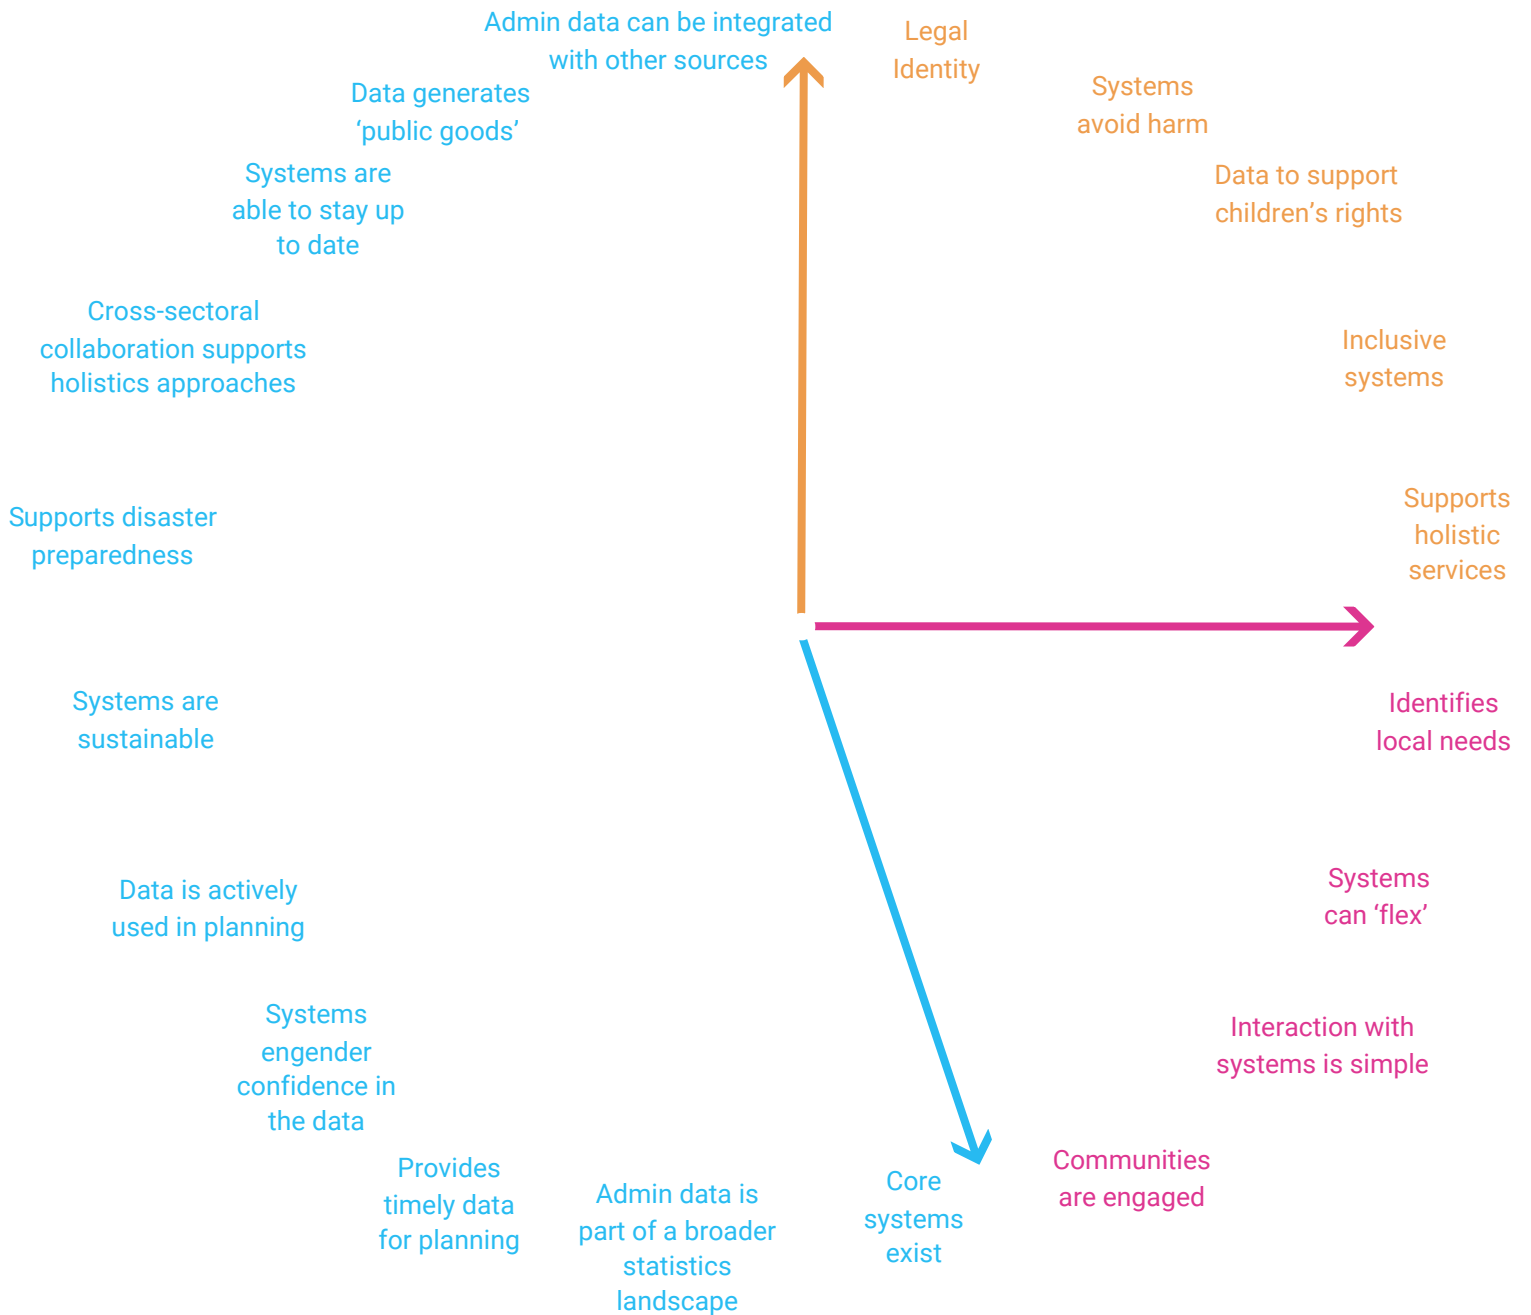 Admin data can be integrated
with other sources
Legal
Identity
Systems
avoid harm
Data to support
children’s rights
Inclusive
systems
Supports
holistic
services
Identifies
local needs
Systems
can ‘flex’
Interaction with
systems is simple
Communities
are engaged
Core
systems
exist
Admin data is
part of a broader
statistics
landscape
Provides
timely data
for planning
Systems
engender
confidence in
the data
Data is actively
used in planning
Systems are
sustainable
Supports disaster
preparedness
Cross-sectoral
collaboration supports
holistics approaches
Systems are
able to stay up
to date
Data generates
‘public goods’